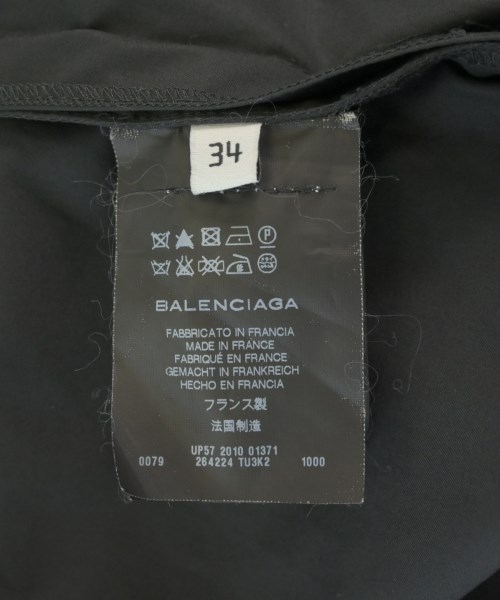 34
BALENCIAGA
FABBRICATO IN FRANCIA
MADE IN FRANCE
FABRIQUÉ EN FRANCE
GEMACHT IN FRANKREICH
HECHO EN FRANCIA
フランス製
法国制造
UP57 2010 01371
0079 264224 TU3K2 1000